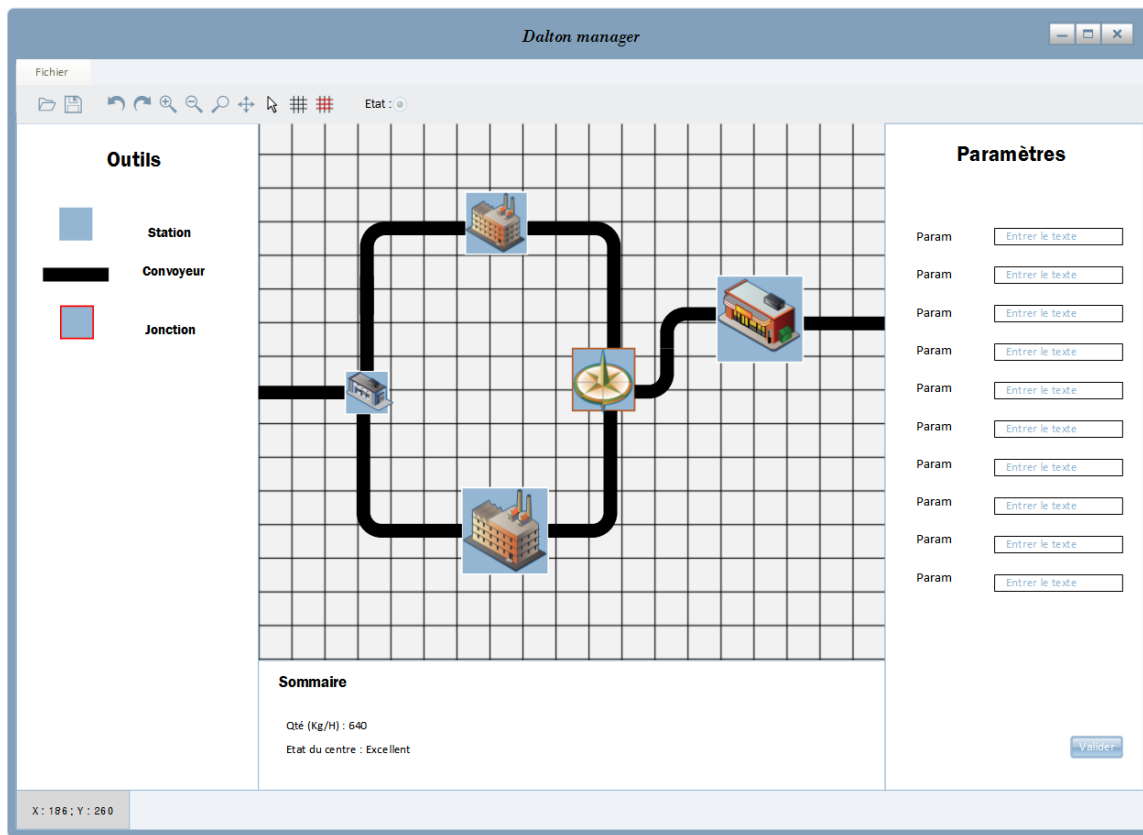 Dalton manager
Fichier
Etat :
Outils
Station
Convoyeur
Jonction
Paramètres
Param Entrer le texte
Param Entrer le texte
Param Entrer le texte
Param Entrer le texte
Param Entrer le texte
Param Entrer le texte
Param Entrer le texte
Param Entrer le texte
Param Entrer le texte
Param Entrer le texte
Valider
Sommaire
Qté (Kg/H) : 640
Etat du centre : Excellent
X : 186 ; Y : 260